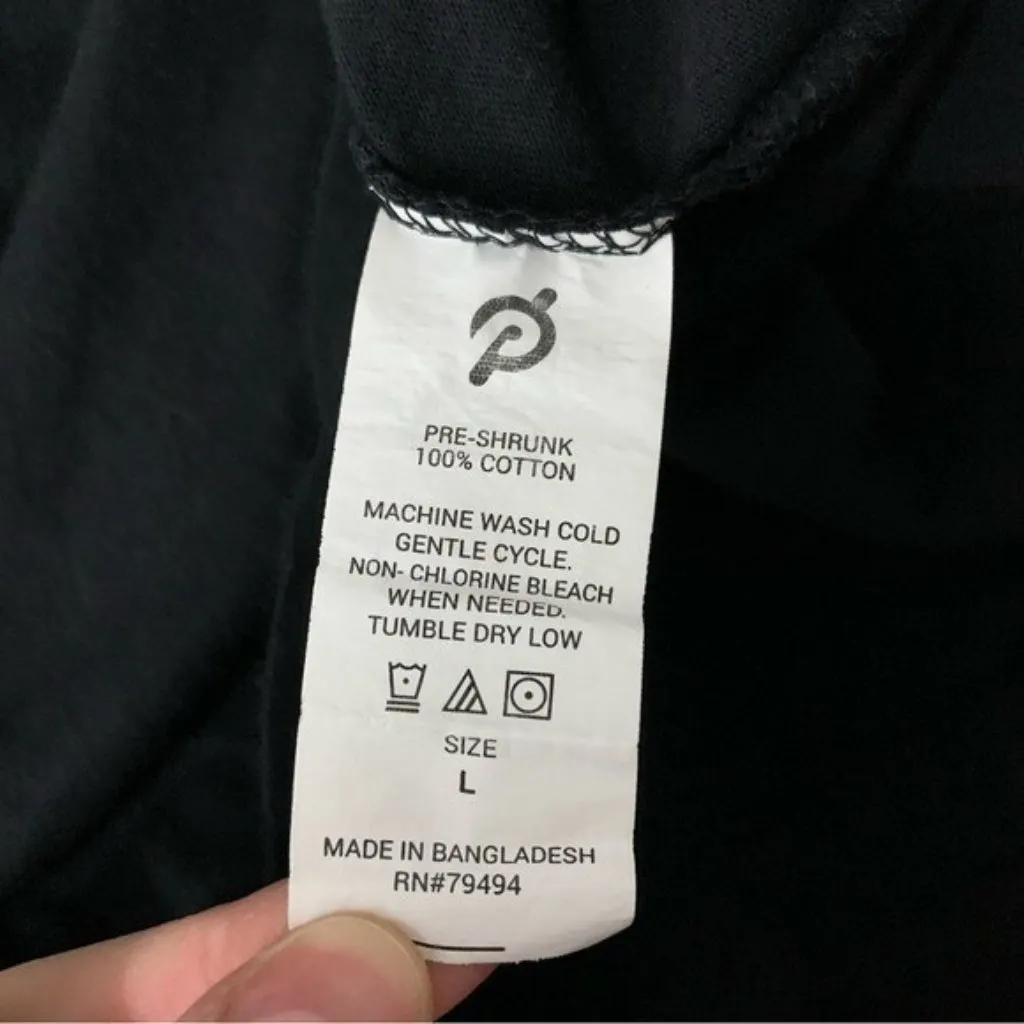 PRE-SHRUNK
100% COTTON
MACHINE WASH COLD
GENTLE CYCLE.
NON- CHLORINE BLEACH
WHEN NEEDED.
TUMBLE DRY LOW
SIZE
L
MADE IN BANGLADESH
RN#79494